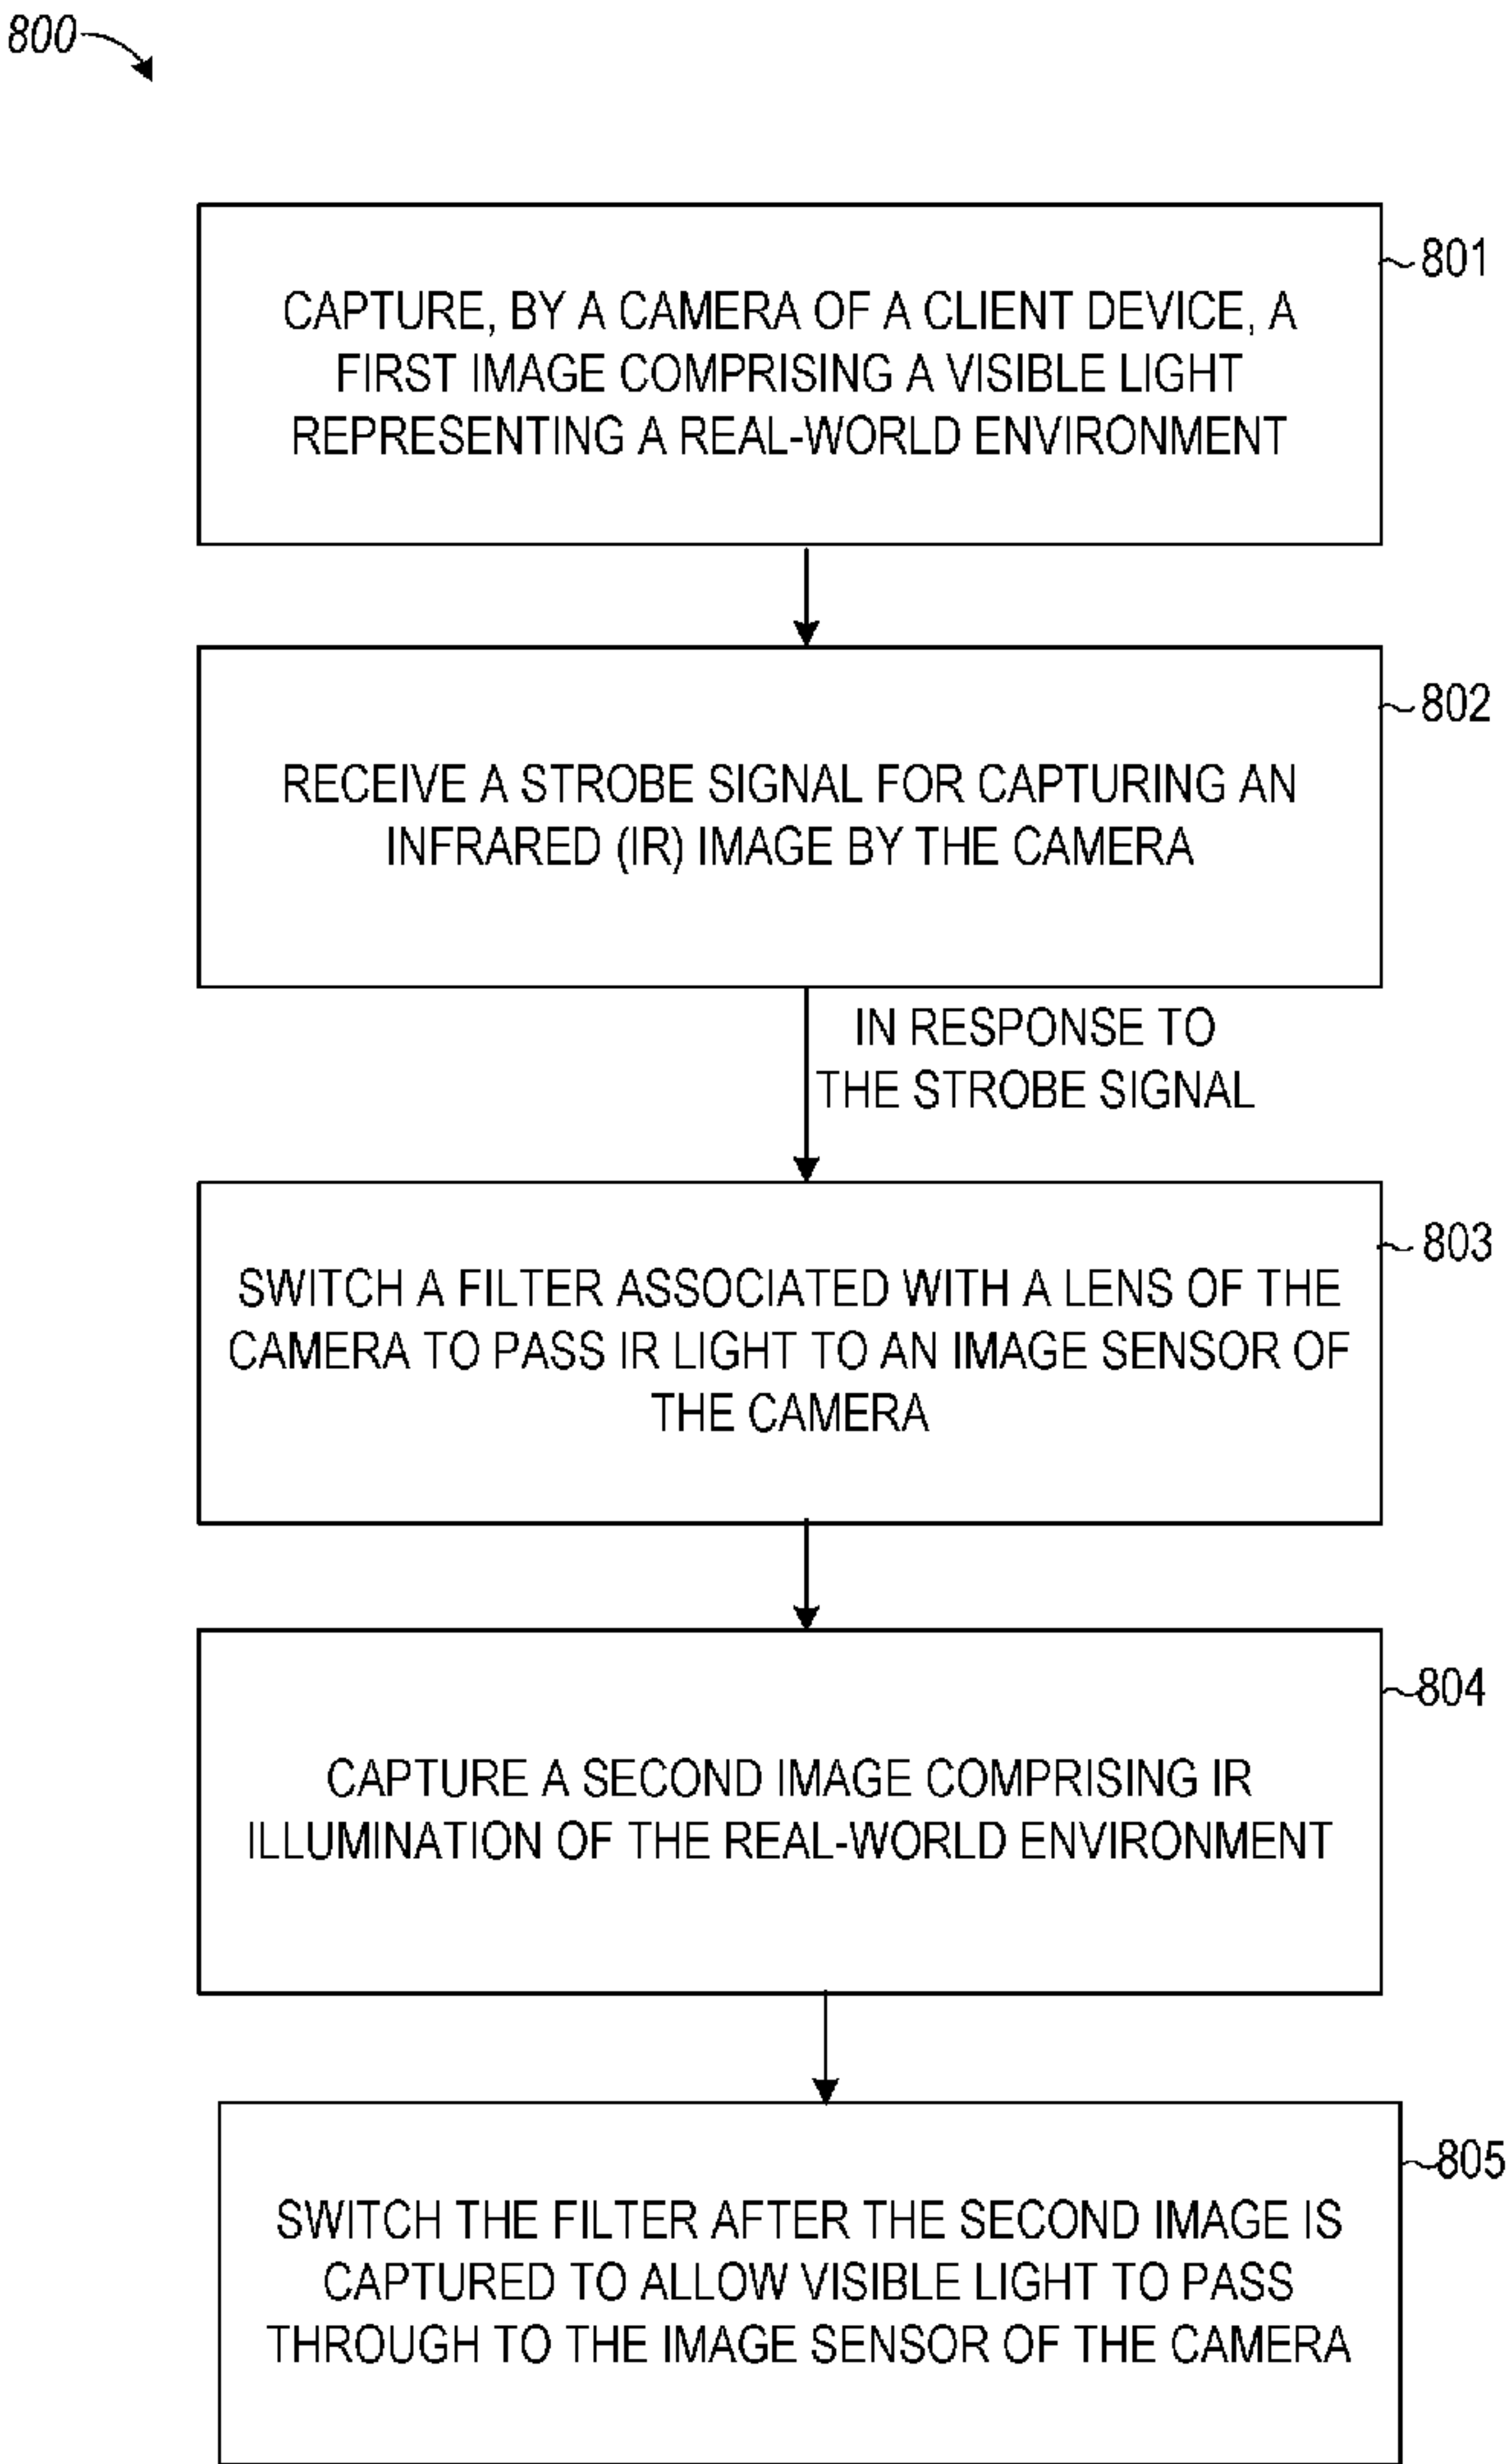 800
801
CAPTURE, BY A CAMERA OF A CLIENT DEVICE, A
FIRST IMAGE COMPRISING A VISIBLE LIGHT
REPRESENTING A REAL-WORLD ENVIRONMENT
802
RECEIVE A STROBE SIGNAL FOR CAPTURING AN
INFRARED (IR) IMAGE BY THE CAMERA
IN RESPONSE TO
THE STROBE SIGNAL
803
SWITCH A FILTER ASSOCIATED WITH A LENS OF THE
CAMERA TO PASS IR LIGHT TO AN IMAGE SENSOR OF
THE CAMERA
804
CAPTURE A SECOND IMAGE COMPRISING IR
ILLUMINATION OF THE REAL-WORLD ENVIRONMENT
805
SWITCH THE FILTER AFTER THE SECOND IMAGE IS
CAPTURED TO ALLOW VISIBLE LIGHT TO PASS
THROUGH TO THE IMAGE SENSOR OF THE CAMERA